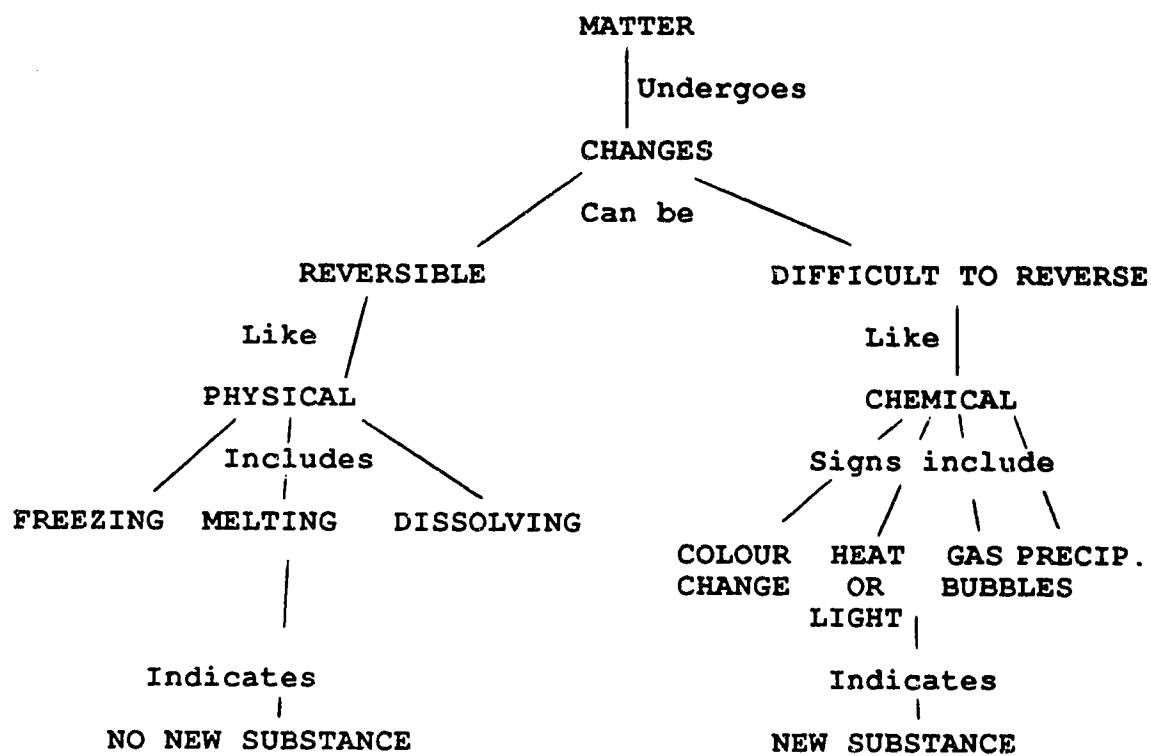 MATTER
Undergoes
CHANGES
Can be
REVERSIBLE DIFFICULT TO REVERSE
Like Like
PHYSICAL CHEMICAL
Includes Signs include
FREEZING MELTING DISSOLVING
COLOUR HEAT GAS PRECIP.
CHANGE OR BUBBLES
LIGHT
Indicates Indicates
NO NEW SUBSTANCE NEW SUBSTANCE